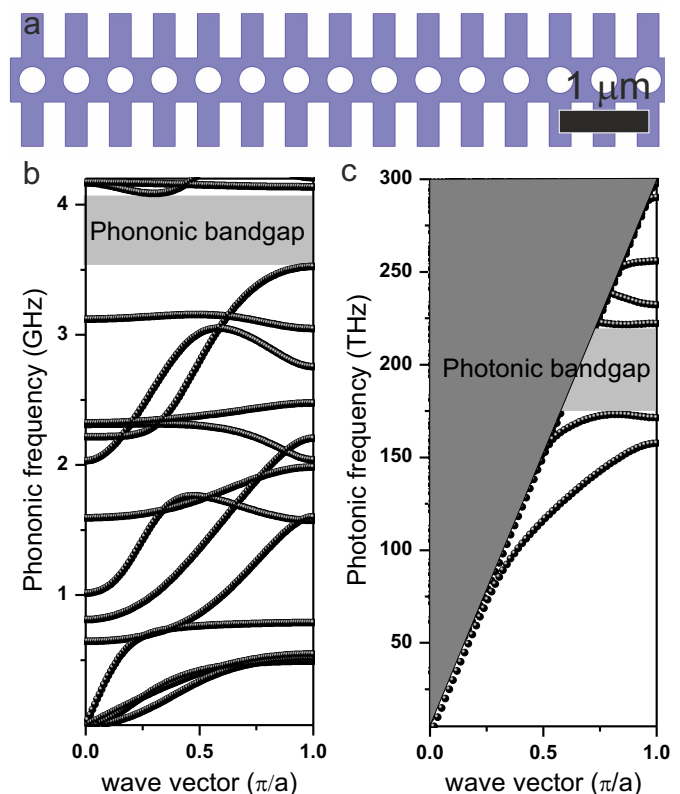 a
1 μm
b
c
Phononic frequency (GHz)
4
3
2
1
Phononic bandgap
0.0
0.5
1.0
wave vector (π/a)
Photonic frequency (THz)
300
250
200
150
100
50
Photonic bandgap
0.0
0.5
1.0
wave vector (π/a)